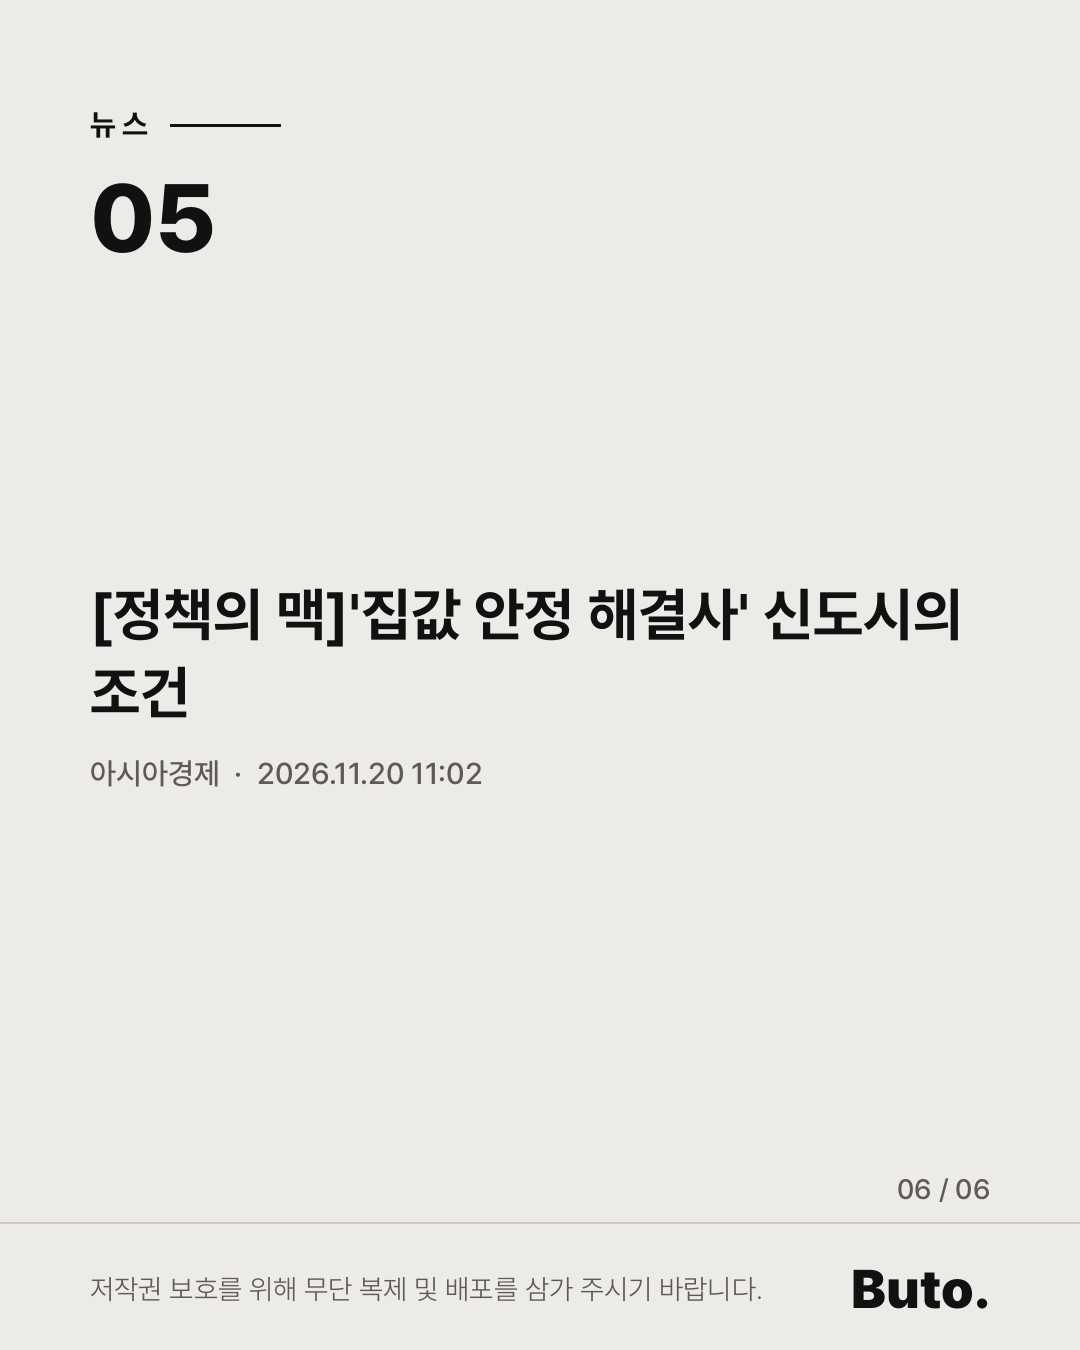 뉴스
05
[정책의 맥]'집값 안정 해결사' 신도시의
조건
아시아경제 · 2026.11.20 11:02
06 / 06
저작권 보호를 위해 무단 복제 및 배포를 삼가 주시기 바랍니다.
Buto.